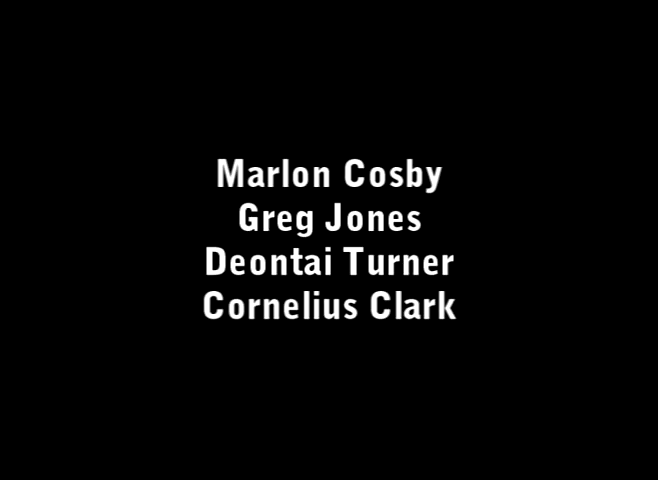 Marlon Cosby
Greg Jones
Deontai Turner
Cornelius Clark